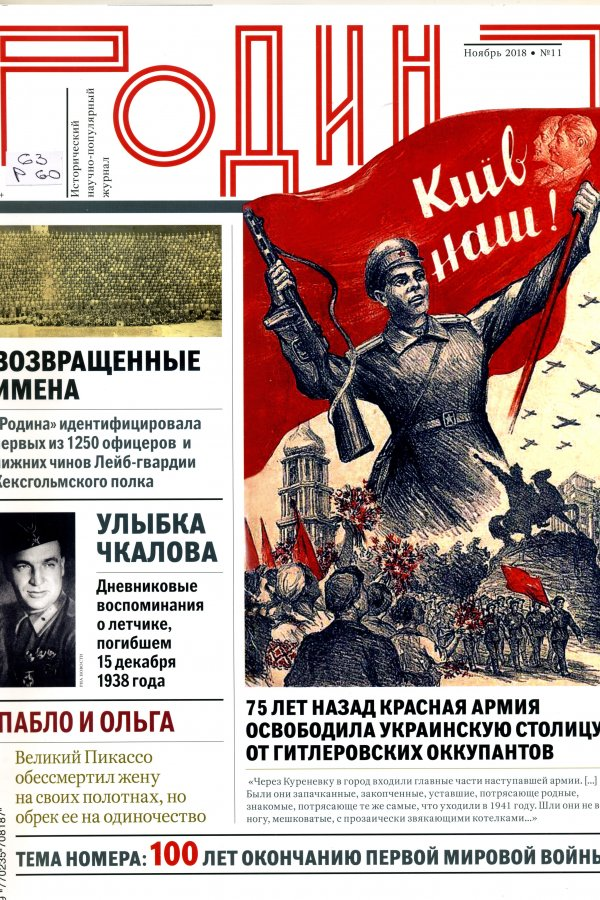 РОДИН
Ноябрь 2018 • №11
Исторический
научно-популярный
журнал
63
Р 60
Київ
наш!
ВОЗВРАЩЕННЫЕ
ИМЕНА
Родина» идентифицировала
первых из 1250 офицеров и
нижних чинов Лейб-гвардии
Кексгольмского полка
УЛЫБКА
ЧКАЛОВА
Дневниковые
воспоминания
о летчике,
погибшем
15 декабря
1938 года
РИА НОВОСТИ
ПАБЛО И ОЛЬГА
Великий Пикассо
обессмертил жену
на своих полотнах, но
обрек ее на одиночество
75 ЛЕТ НАЗАД КРАСНАЯ АРМИЯ
ОСВОБОДИЛА УКРАИНСКУЮ СТОЛИЦУ
ОТ ГИТЛЕРОВСКИХ ОККУПАНТОВ
«Через Куреневку в город входили главные части наступавшей армии. [...]
Были они запачканные, закопченные, уставшие, потрясающе родные,
знакомые, потрясающе те же самые, что уходили в 1941 году. Шли они не в
ногу, мешковатые, с прозаически звякающими котелками...»
ТЕМА НОМЕРА: 100 ЛЕТ ОКОНЧАНИЮ ПЕРВОЙ МИРОВОЙ ВОЙНЫ
9 770235 708187